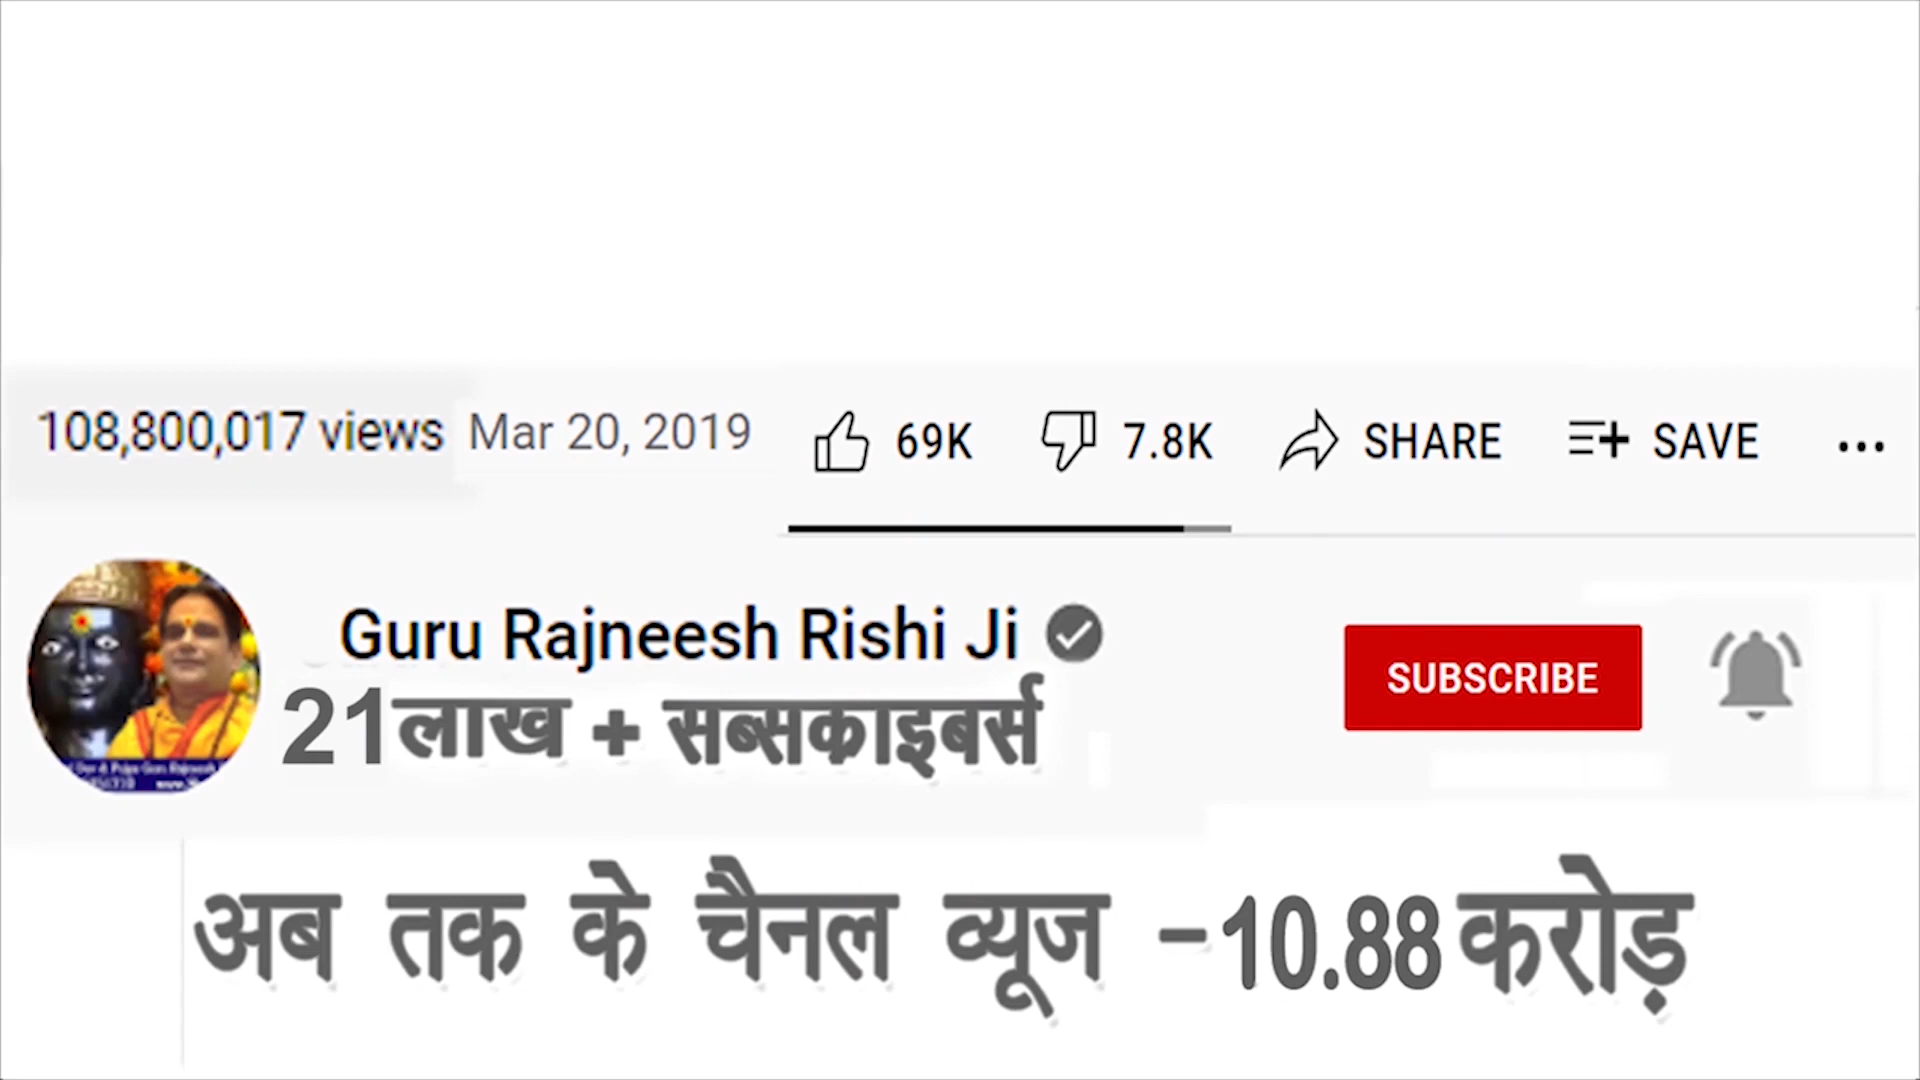 108,800,017 views Mar 20, 2019 69K 7.8K SHARE SAVE ...
Guru Rajneesh Rishi Ji
21लाख + सब्सक्राइबर्स
SUBSCRIBE
अब तक के चैनल व्यूज -10.88 करोड़